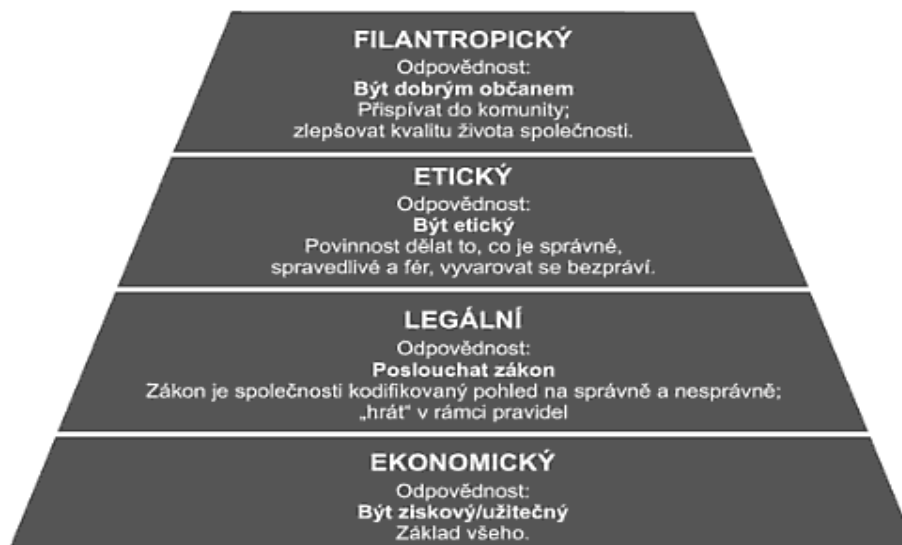 FILANTROPICKÝ
Odpovědnost:
Být dobrým občanem
Přispívat do komunity;
zlepšovat kvalitu života společnosti.
ETICKÝ
Odpovědnost:
Být etický
Povinnost dělat to, co je správné,
spravedlivé a fér, vyvarovat se bezpráví.
LEGÁLNÍ
Odpovědnost:
Poslouchat zákon
Zákon je společnosti kodifikovaný pohled na správně a nesprávně;
„hrát“ v rámci pravidel
EKONOMICKÝ
Odpovědnost:
Být ziskový/užitečný
Základ všeho.